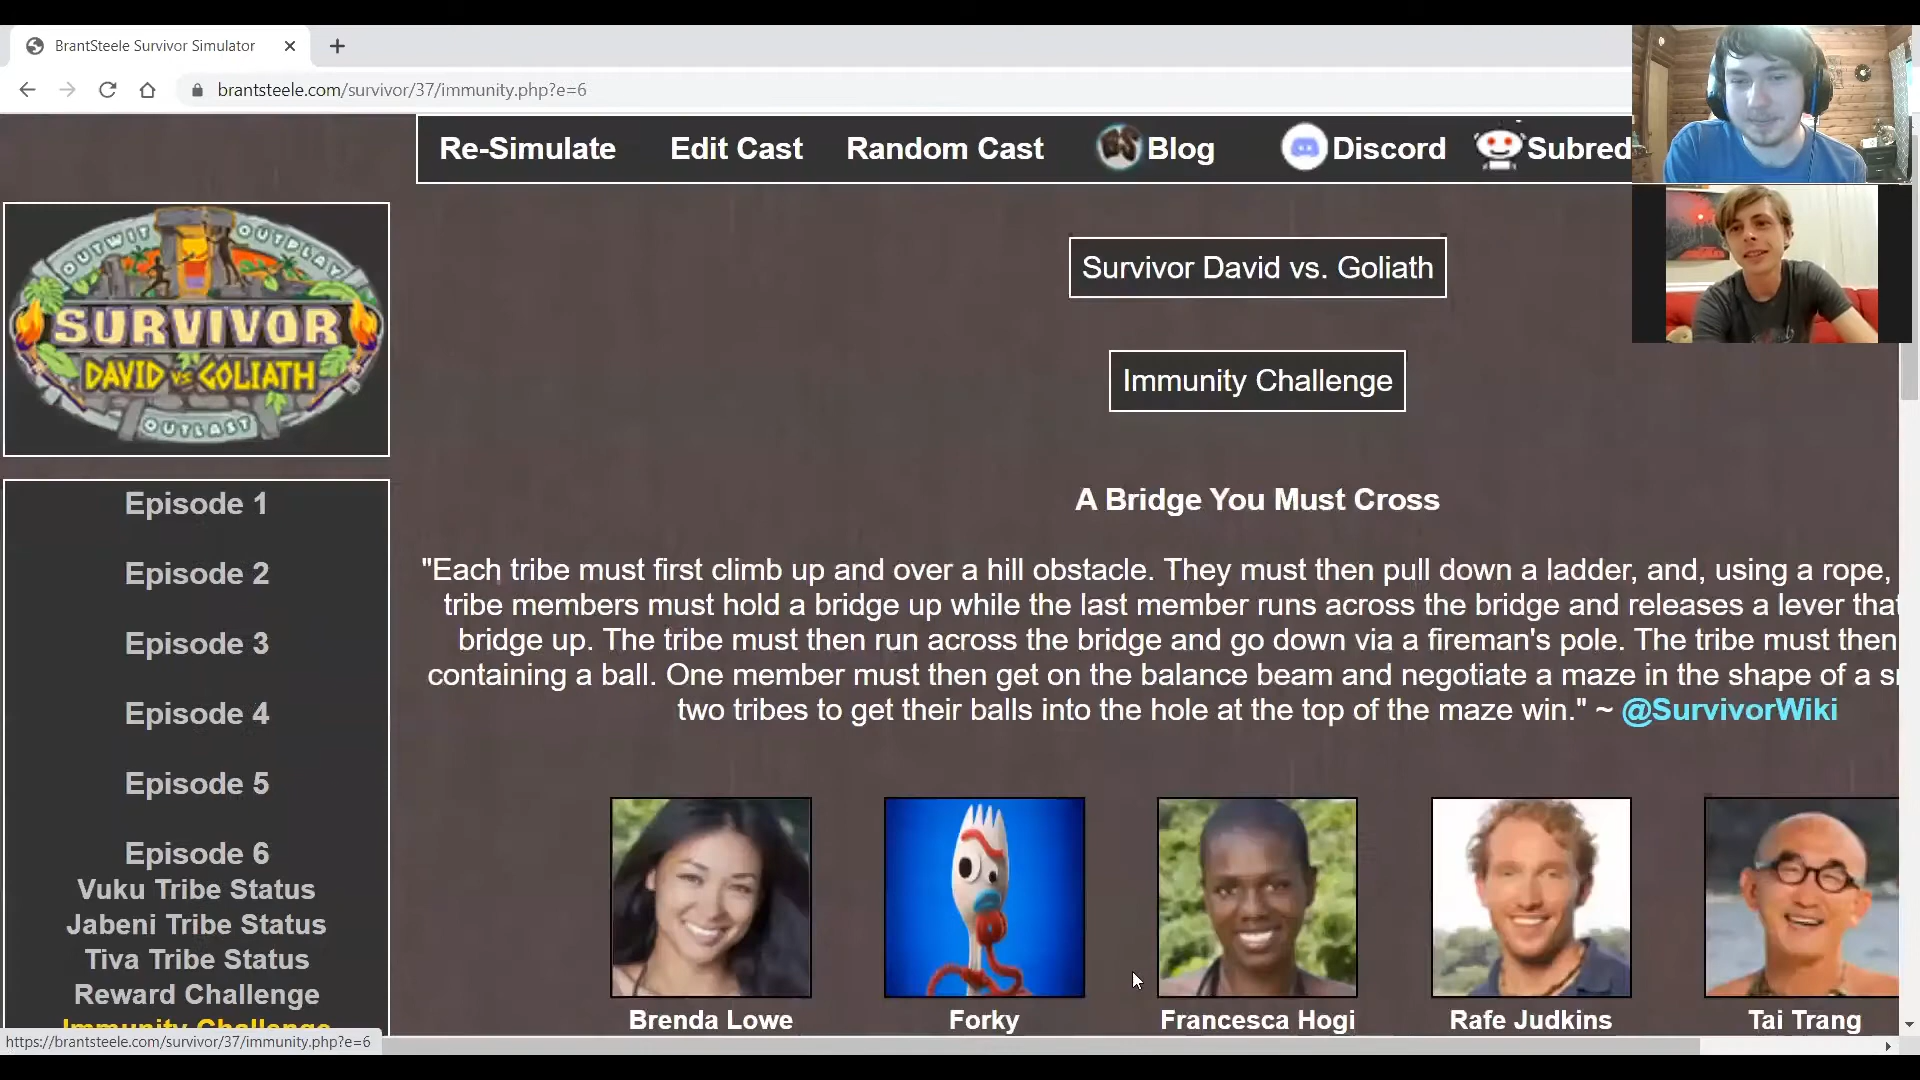 BrantSteele Survivor Simulator
brantsteele.com/survivor/37/immunity.php?e=6
Re-Simulate Edit Cast Random Cast Blog Discord Subred
OUTWIT OUTPLAY
SURVIVOR
DAVID vs GOLIATH
OUTLAST
Survivor David vs. Goliath
Immunity Challenge
A Bridge You Must Cross
"Each tribe must first climb up and over a hill obstacle. They must then pull down a ladder, and, using a rope,
tribe members must hold a bridge up while the last member runs across the bridge and releases a lever that
bridge up. The tribe must then run across the bridge and go down via a fireman's pole. The tribe must then
containing a ball. One member must then get on the balance beam and negotiate a maze in the shape of a s
two tribes to get their balls into the hole at the top of the maze win." ~ @SurvivorWiki
Episode 1
Episode 2
Episode 3
Episode 4
Episode 5
Episode 6
Vuku Tribe Status
Jabeni Tribe Status
Tiva Tribe Status
Reward Challenge
Immunity Challenge
Brenda Lowe Forky Francesca Hogi Rafe Judkins Tai Trang
https://brantsteele.com/survivor/37/immunity.php?e=6